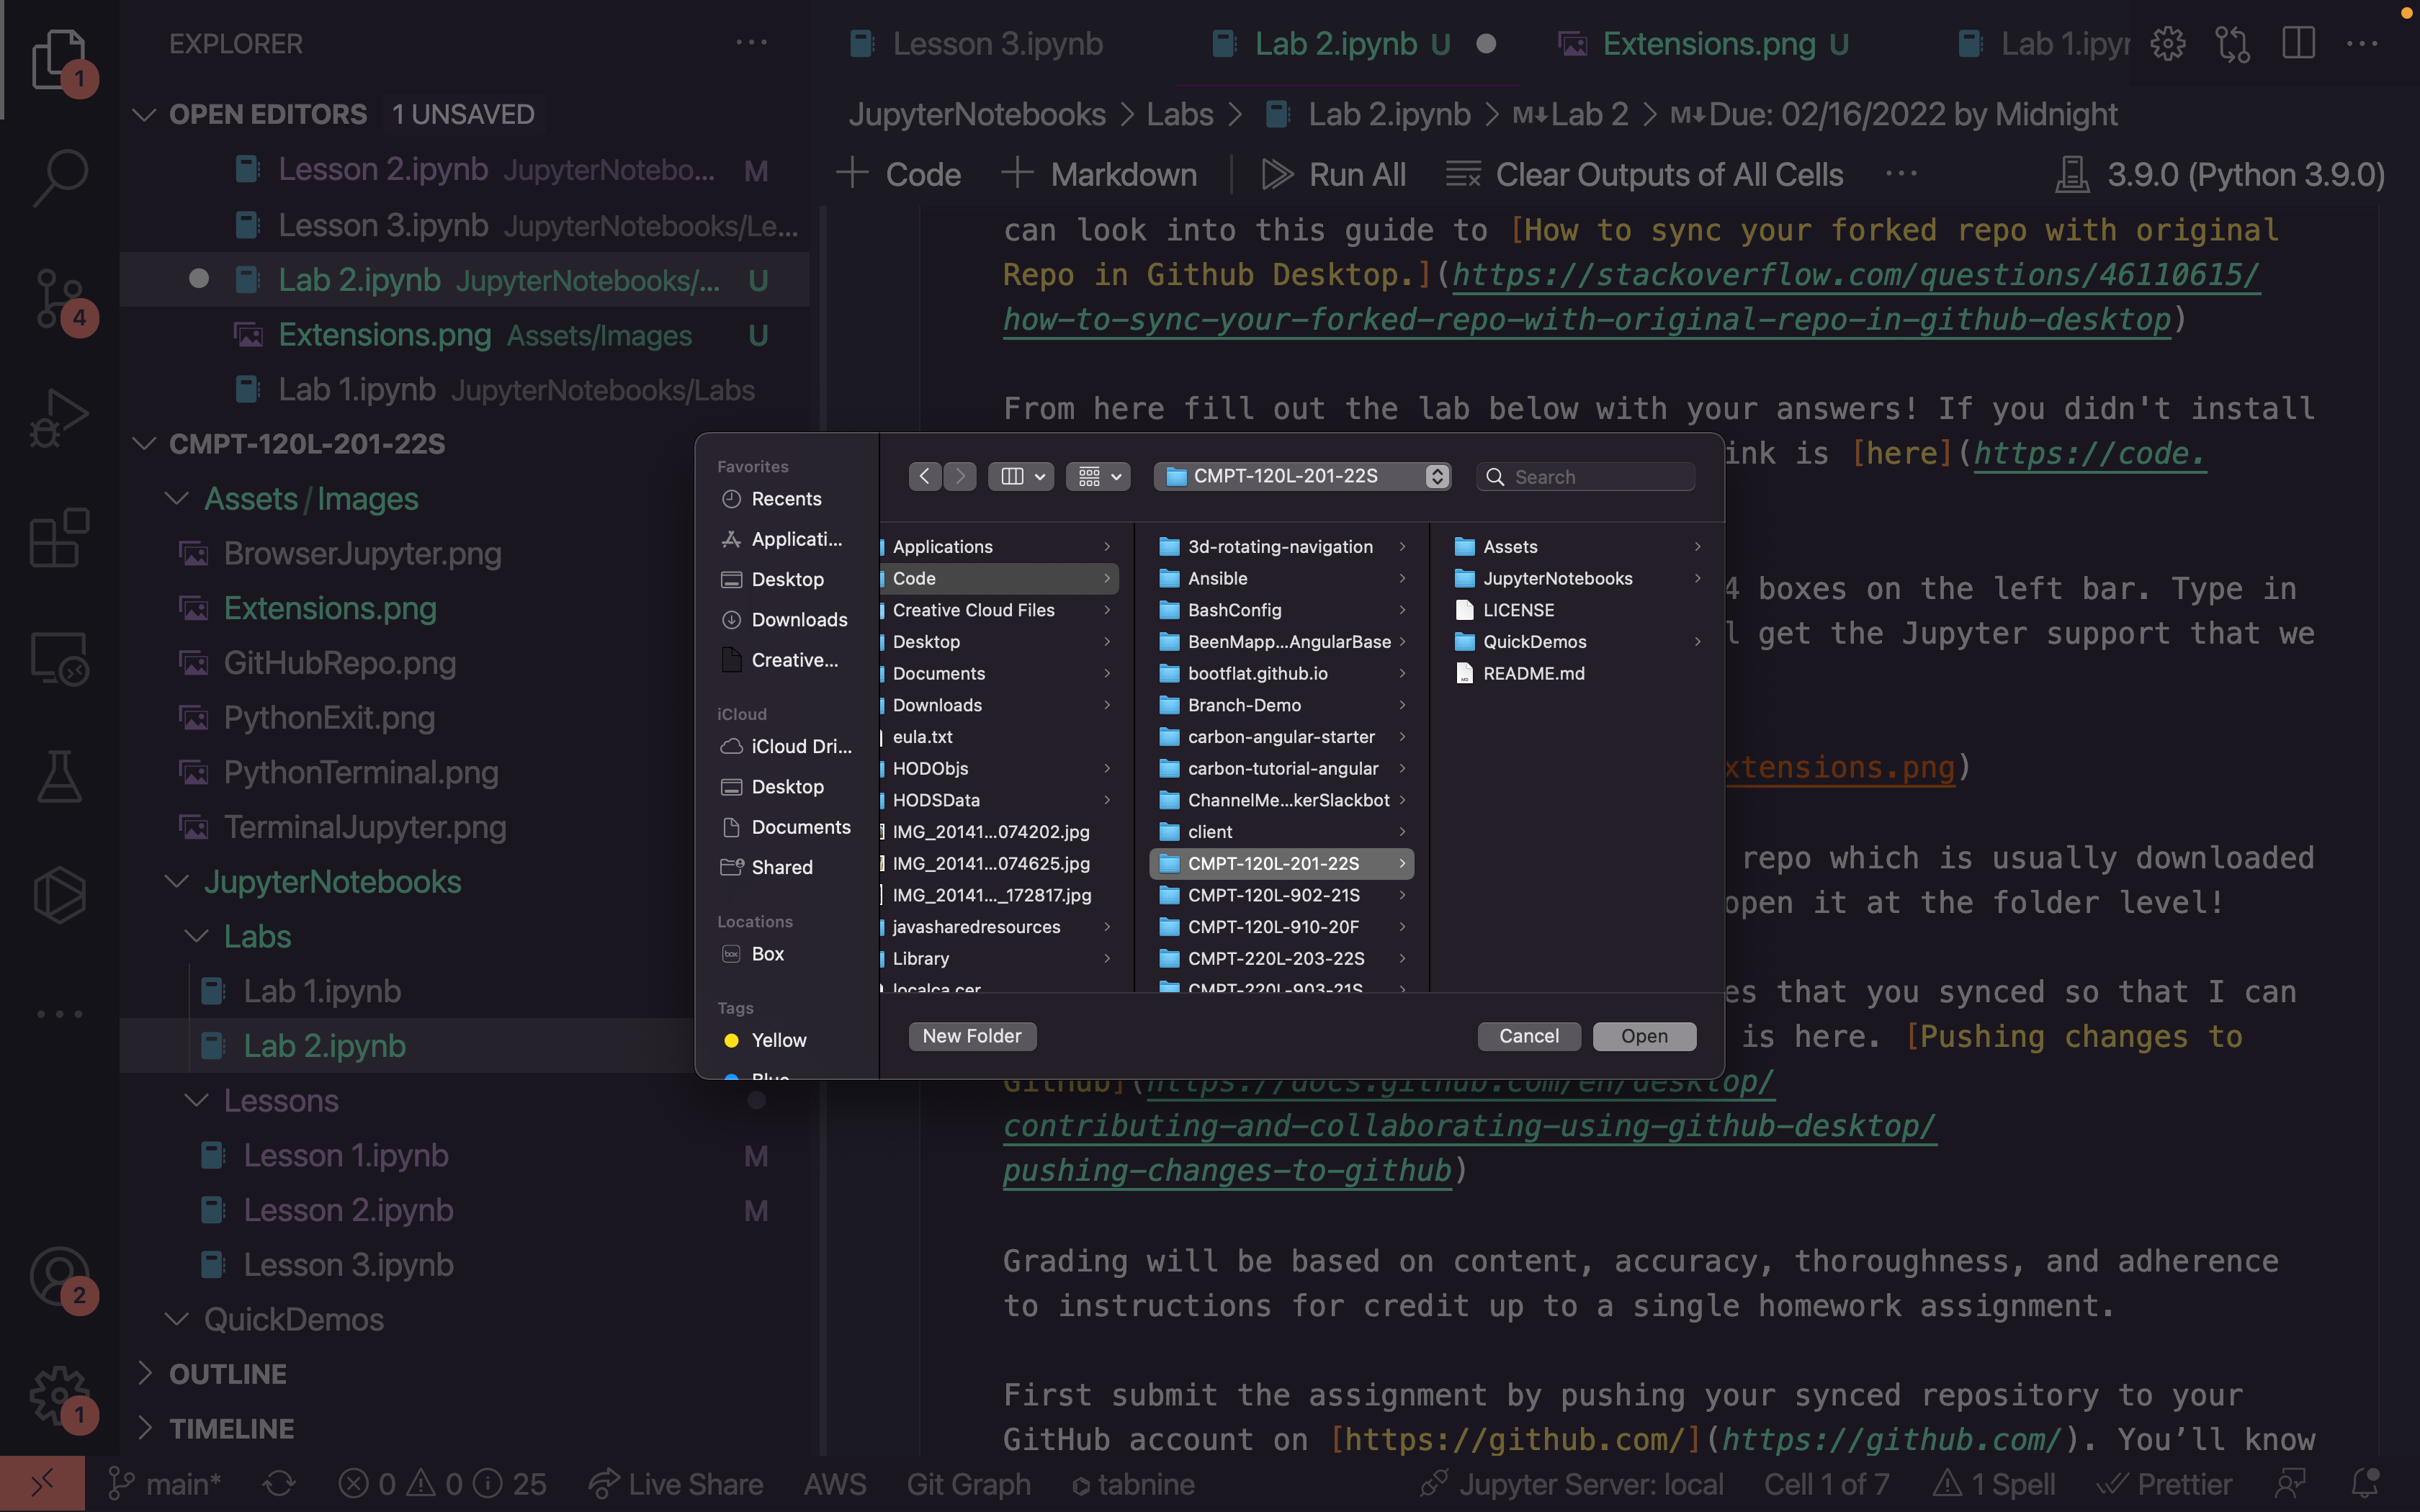 EXPLORER
1
OPEN EDITORS 1 UNSAVED
Lesson 2.ipynb JupyterNotebo... M
Lesson 3.ipynb JupyterNotebooks/Le...
Lab 2.ipynb JupyterNotebooks/... U
4
Extensions.png Assets/Images U
Lab 1.ipynb JupyterNotebooks/Labs
CMPT-120L-201-22S
Assets/Images
BrowserJupyter.png
Extensions.png
GitHubRepo.png
PythonExit.png
PythonTerminal.png
TerminalJupyter.png
JupyterNotebooks
Labs
Lab 1.ipynb
Lab 2.ipynb
Lessons
Lesson 1.ipynb M
Lesson 2.ipynb M
Lesson 3.ipynb
2
QuickDemos
OUTLINE
1
TIMELINE
Lesson 3.ipynb
Lab 2.ipynb U
Extensions.png U
Lab 1.ipyn
JupyterNotebooks > Labs > Lab 2.ipynb > M↓Lab 2 > M↓Due: 02/16/2022 by Midnight
+ Code + Markdown Run All Clear Outputs of All Cells ... 3.9.0 (Python 3.9.0)
can look into this guide to [How to sync your forked repo with original
Repo in Github Desktop.](https://stackoverflow.com/questions/46110615/
how-to-sync-your-forked-repo-with-original-repo-in-github-desktop)
From here fill out the lab below with your answers! If you didn't install
ink is [here](https://code.
4 boxes on the left bar. Type in
l get the Jupyter support that we
xtensions.png)
repo which is usually downloaded
open it at the folder level!
es that you synced so that I can
is here. [Pushing changes to
Github](https://docs.github.com/en/desktop/
contributing-and-collaborating-using-github-desktop/
pushing-changes-to-github)
Grading will be based on content, accuracy, thoroughness, and adherence
to instructions for credit up to a single homework assignment.
First submit the assignment by pushing your synced repository to your
GitHub account on [https://github.com/](https://github.com/). You’ll know
Favorites
Recents
Applicati...
Desktop
Downloads
Creative...
iCloud
iCloud Dri...
Desktop
Documents
Shared
Locations
Box
Tags
Yellow
Blue
CMPT-120L-201-22S
Search
Applications
Code
Creative Cloud Files
Desktop
Documents
Downloads
eula.txt
HODObjs
HODSData
IMG_20141...074202.jpg
IMG_20141...074625.jpg
IMG_20141..._172817.jpg
javasharedresources
Library
localca.cer
3d-rotating-navigation
Ansible
BashConfig
BeenMapp...AngularBase
bootflat.github.io
Branch-Demo
carbon-angular-starter
carbon-tutorial-angular
ChannelMe...kerSlackbot
client
CMPT-120L-201-22S
CMPT-120L-902-21S
CMPT-120L-910-20F
CMPT-220L-203-22S
CMPT-220L-903-21S
Assets
JupyterNotebooks
LICENSE
QuickDemos
README.md
New Folder
Cancel
Open
main* 0 0 25 Live Share AWS Git Graph tabnine Jupyter Server: local Cell 1 of 7 1 Spell Prettier